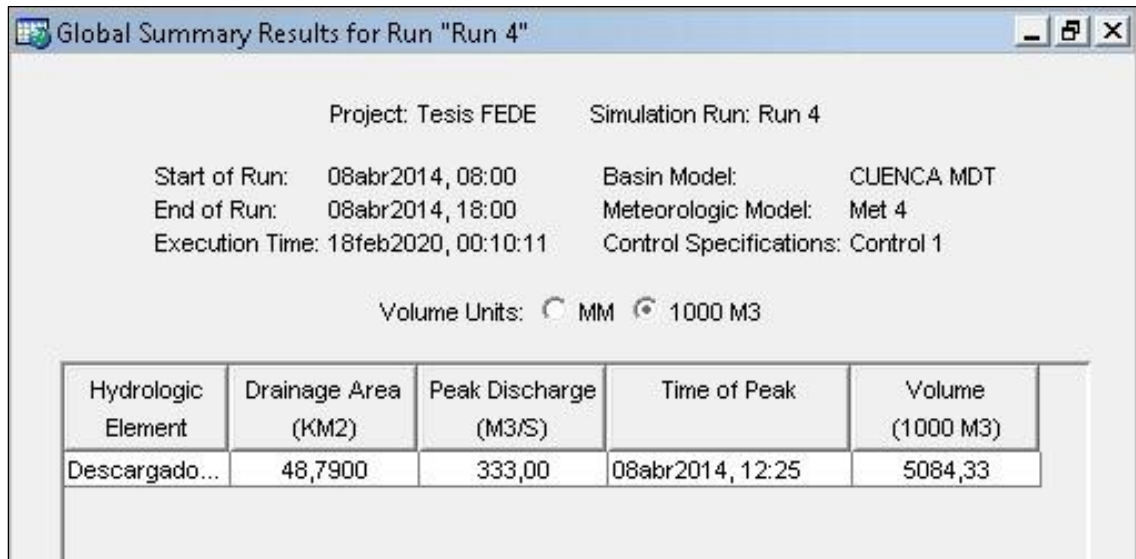 Global Summary Results for Run "Run 4"
Project: Tesis FEDE Simulation Run: Run 4
Start of Run: 08abr2014, 08:00 Basin Model: CUENCA MDT
End of Run: 08abr2014, 18:00 Meteorologic Model: Met 4
Execution Time: 18feb2020, 00:10:11 Control Specifications: Control 1
Volume Units: MM 1000 M3
Hydrologic Drainage Area Peak Discharge Time of Peak Volume
Element (KM2) (M3/S) (1000 M3)
Descargado... 48,7900 333,00 08abr2014, 12:25 5084,33